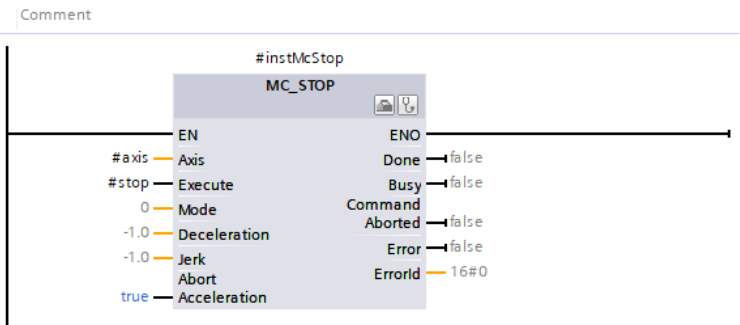 Comment
#instMcStop
MC_STOP
EN ENO
#axis Axis Done false
#stop Execute Busy false
0 Mode Command
Aborted false
-1.0 Deceleration
Error false
-1.0 Jerk
Abort ErrorId 16#0
true Acceleration